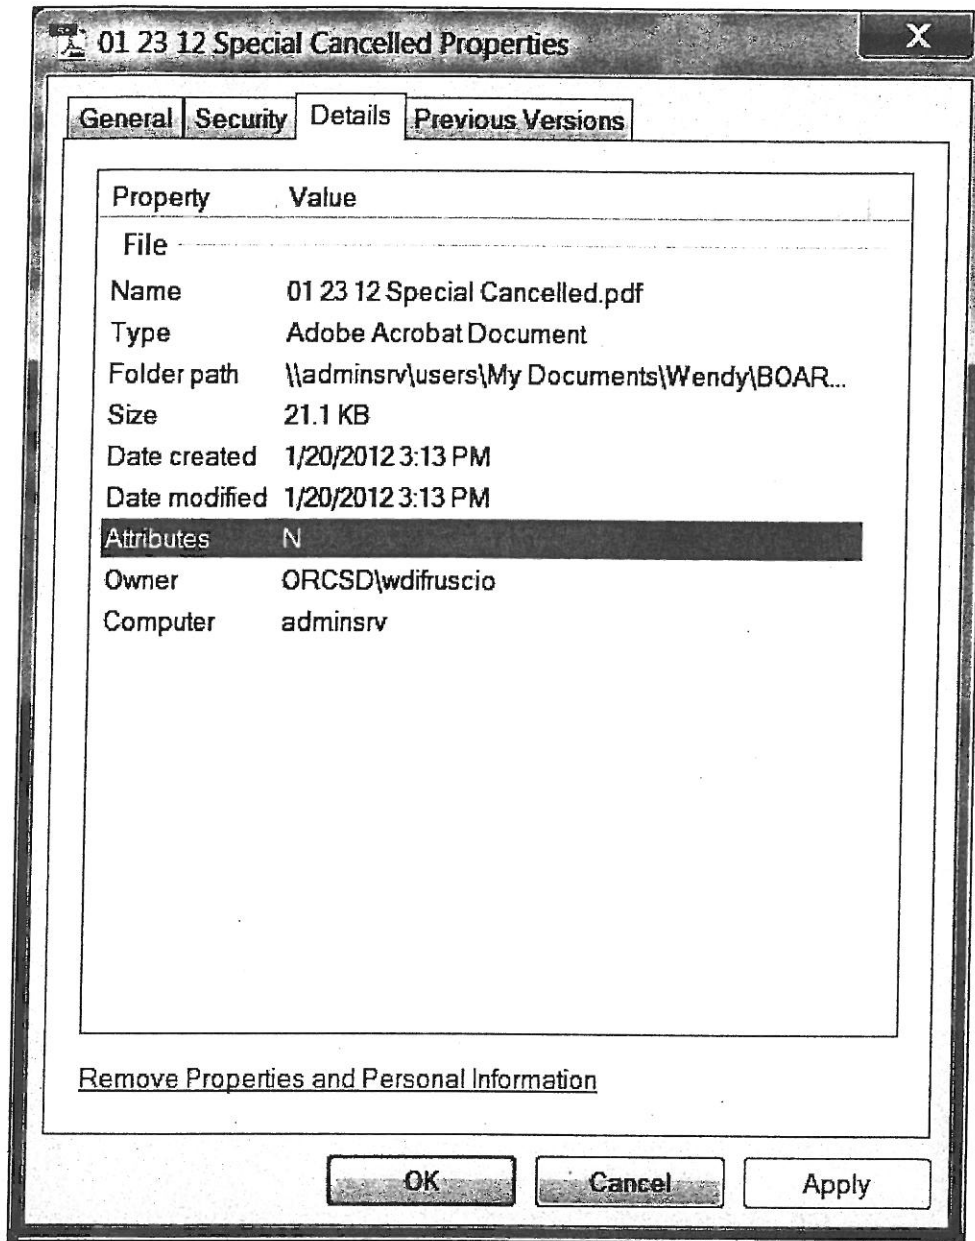 01 23 12 Special Cancelled Properties X
General Security Details Previous Versions
Property Value
File
Name 01 23 12 Special Cancelled.pdf
Type Adobe Acrobat Document
Folder path \\adminsrv\users\My Documents\Wendy\BOAR...
Size 21.1 KB
Date created 1/20/2012 3:13 PM
Date modified 1/20/2012 3:13 PM
Attributes N
Owner ORCSD\wdifruscio
Computer adminsrv
Remove Properties and Personal Information
OK Cancel Apply